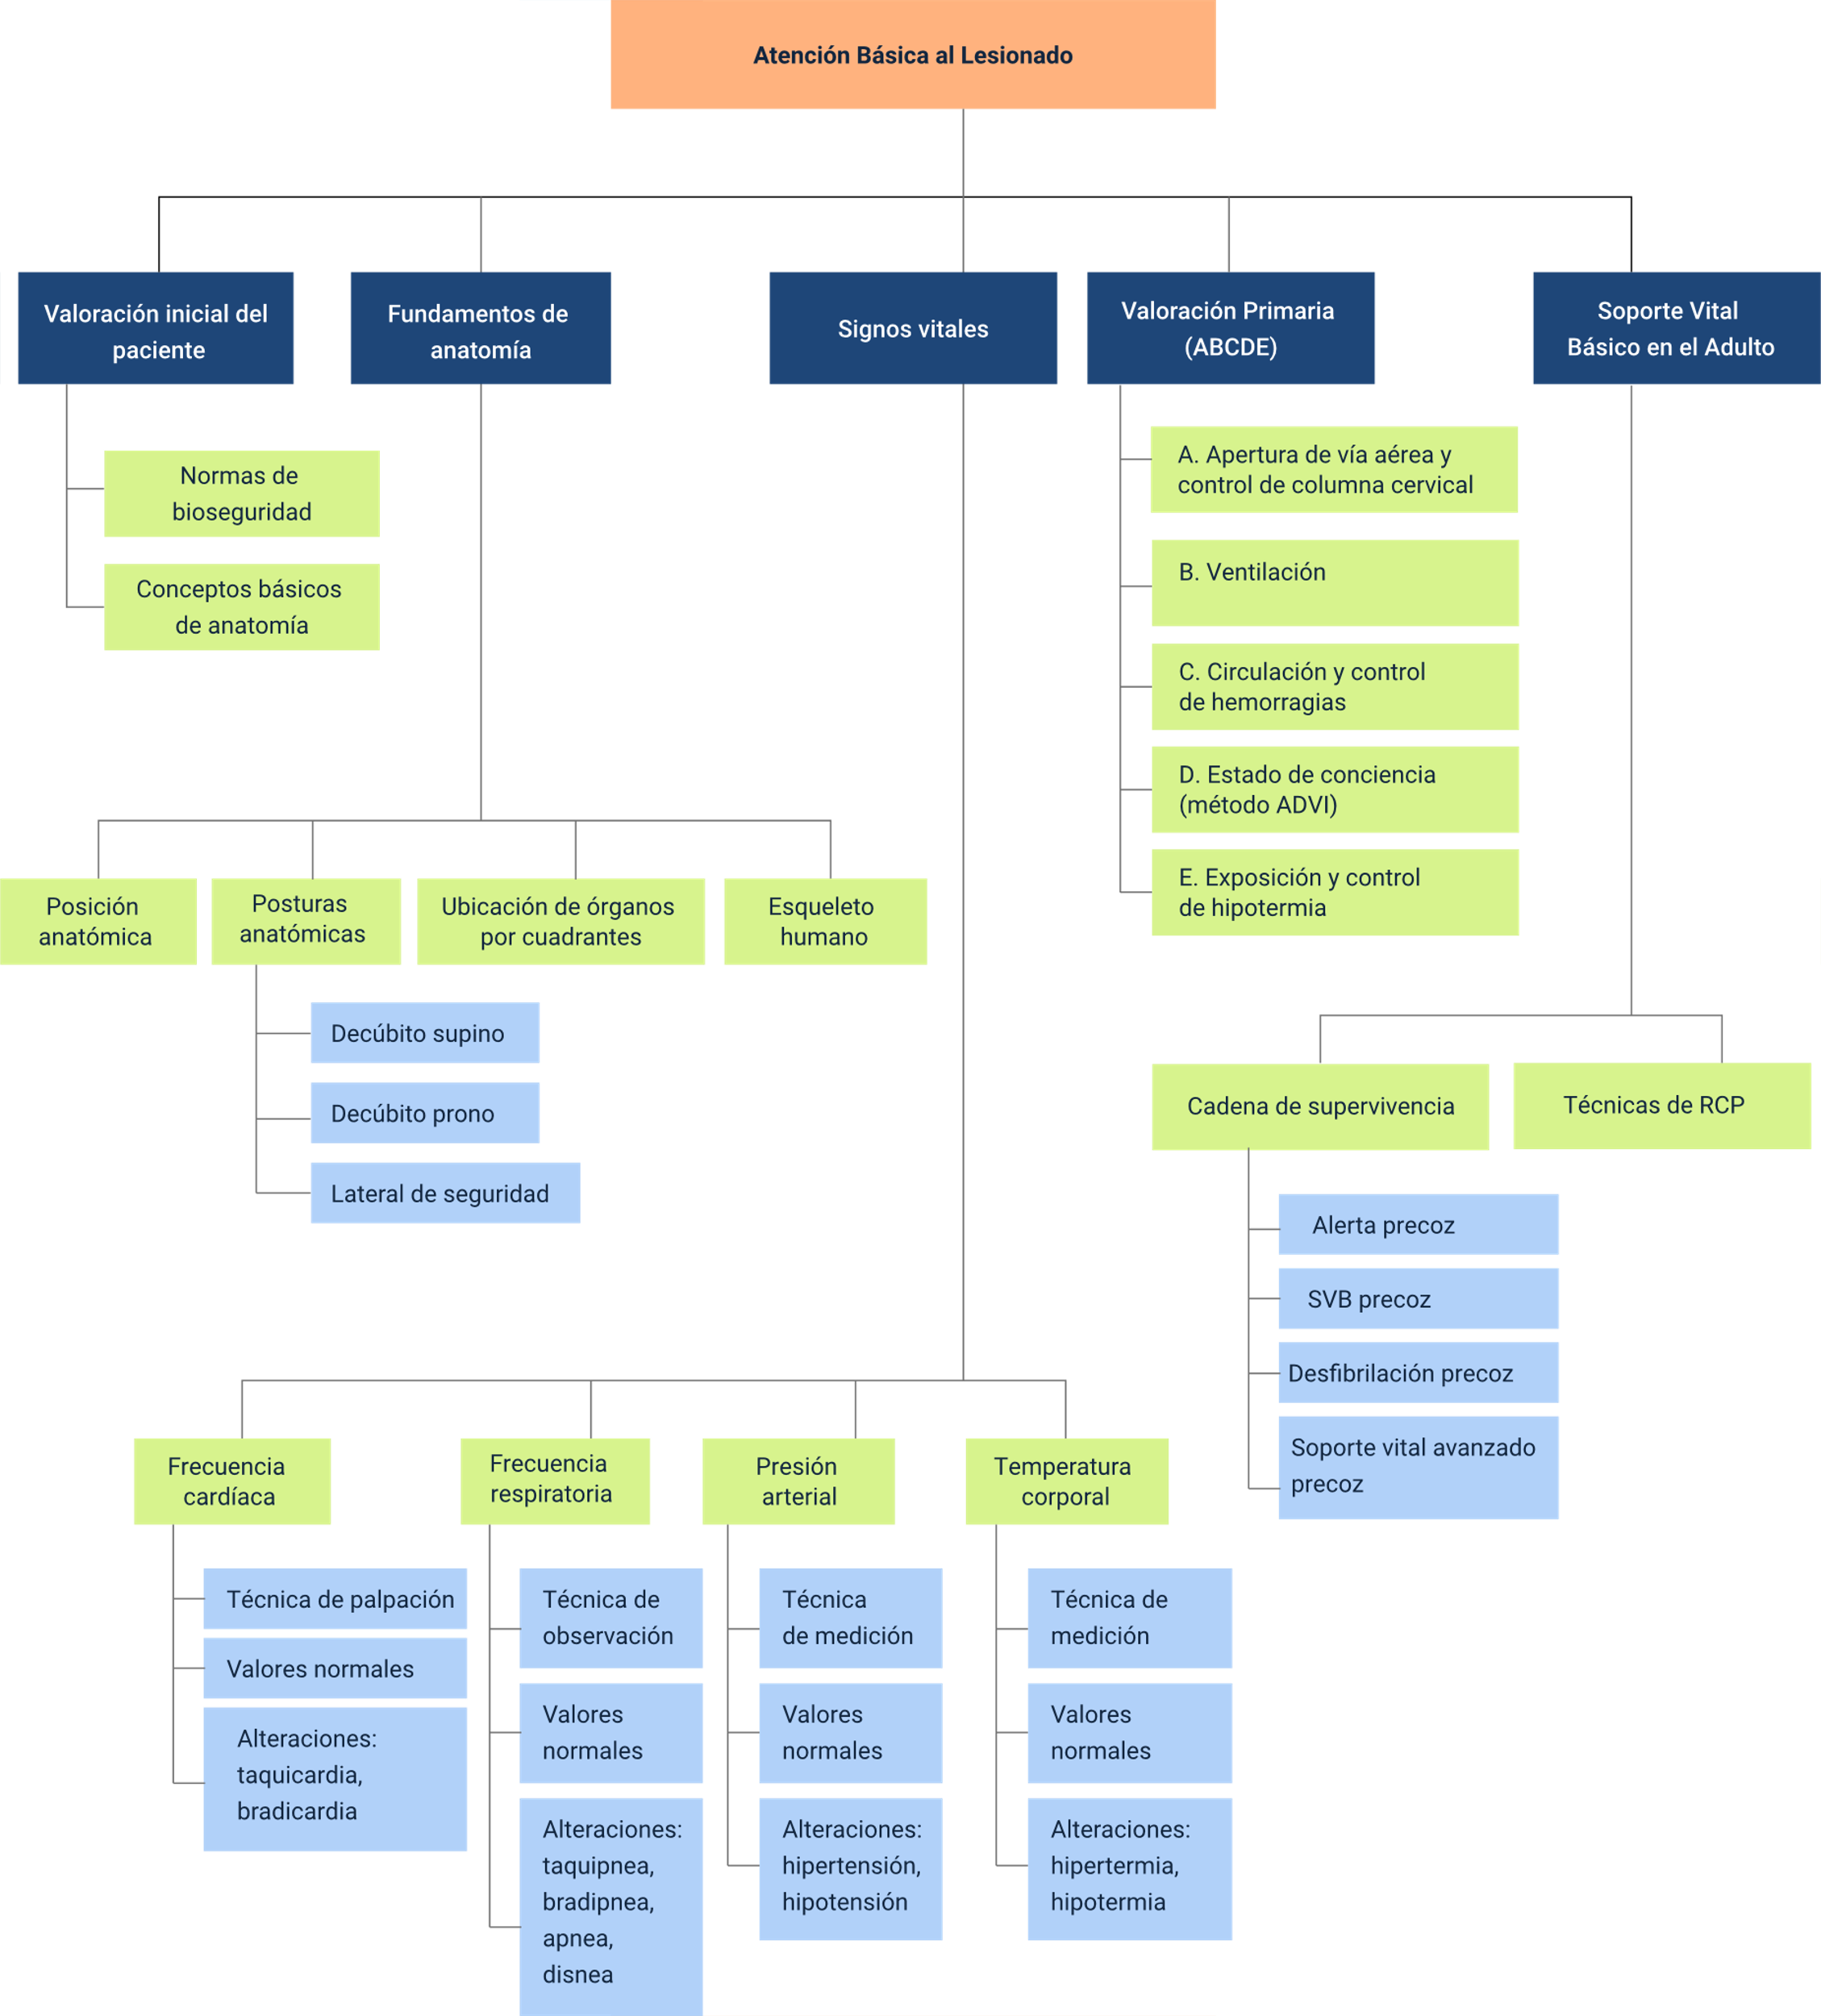 Atención Básica al Lesionado
Valoración inicial del
paciente
Fundamentos de
anatomía
Signos vitales
Valoración Primaria
(ABCDE)
Soporte Vital
Básico en el Adulto
Normas de
bioseguridad
Conceptos básicos
de anatomía
A. Apertura de vía aérea y
control de columna cervical
B. Ventilación
C. Circulación y control
de hemorragias
D. Estado de conciencia
(método ADVI)
E. Exposición y control
de hipotermia
Posición
anatómica
Posturas
anatómicas
Ubicación de órganos
por cuadrantes
Esqueleto
humano
Decúbito supino
Decúbito prono
Lateral de seguridad
Cadena de supervivencia
Técnicas de RCP
Alerta precoz
SVB precoz
Desfibrilación precoz
Soporte vital avanzado
precoz
Frecuencia
cardíaca
Frecuencia
respiratoria
Presión
arterial
Temperatura
corporal
Técnica de palpación
Valores normales
Alteraciones:
taquicardia,
bradicardia
Técnica de
observación
Valores
normales
Alteraciones:
taquipnea,
bradipnea,
apnea,
disnea
Técnica
de medición
Valores
normales
Alteraciones:
hipertensión,
hipotensión
Técnica de
medición
Valores
normales
Alteraciones:
hipertermia,
hipotermia